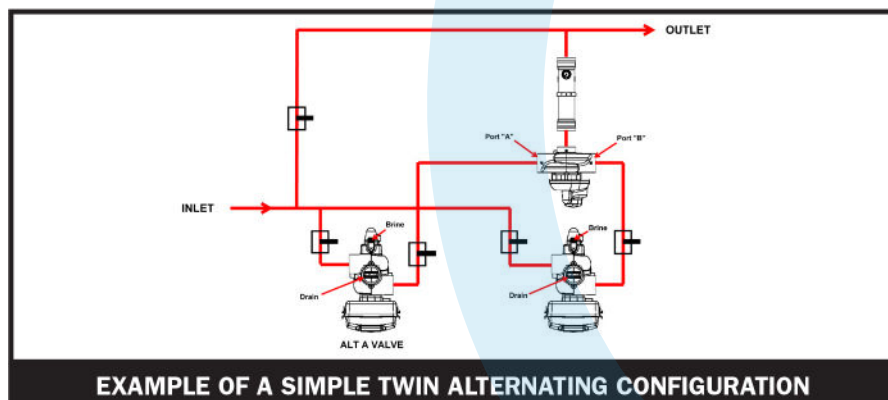 OUTLET
Port "A"
Port "B"
INLET
Brine
Brine
Drain
Drain
ALT A VALVE
EXAMPLE OF A SIMPLE TWIN ALTERNATING CONFIGURATION